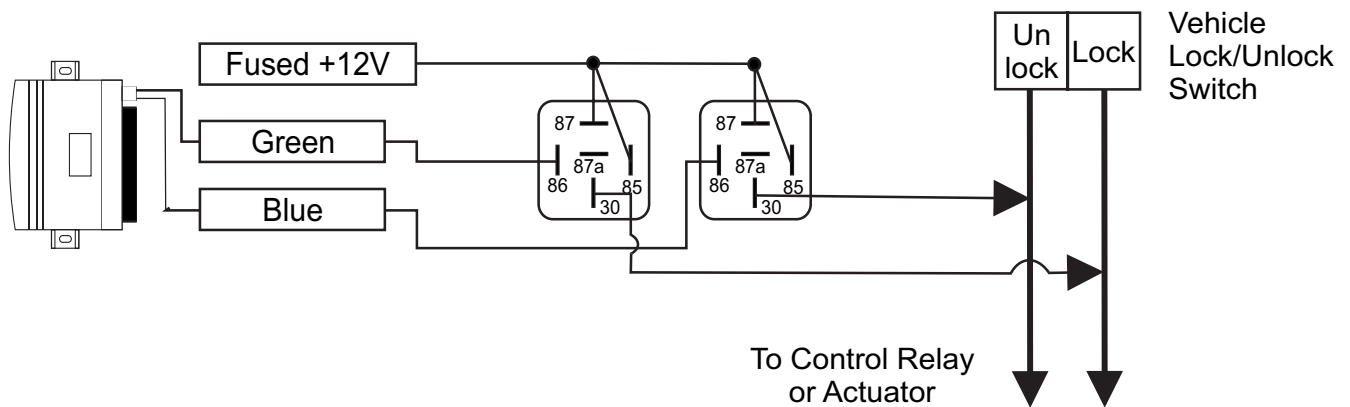 Fused +12V
Green
Blue
87
87a
86
85
30
87
87a
86
85
30
Un
lock
Lock
Vehicle
Lock/Unlock
Switch
To Control Relay
or Actuator